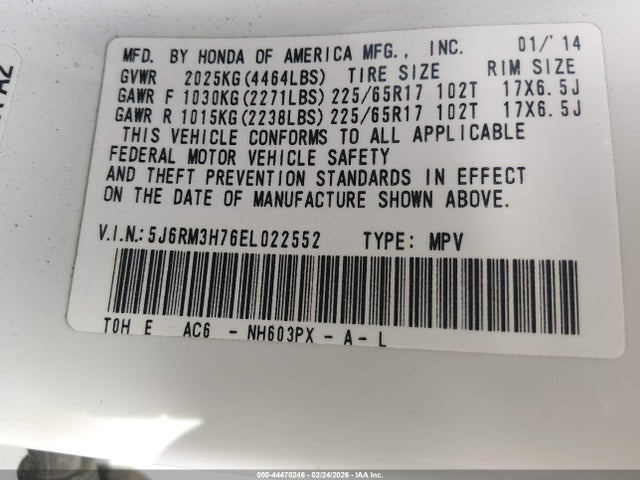 MFD. BY HONDA OF AMERICA MFG., INC. 01/'14
GVWR 2025KG(4464LBS) TIRE SIZE RIM SIZE
GAWR F 1030KG(2271LBS) 225/65R17 102T 17X6.5J
GAWR R 1015KG(2238LBS) 225/65R17 102T 17X6.5J
THIS VEHICLE CONFORMS TO ALL APPLICABLE
FEDERAL MOTOR VEHICLE SAFETY
AND THEFT PREVENTION STANDARDS IN EFFECT
ON THE DATE OF MANUFACTURE SHOWN ABOVE.
V.I.N.: 5J6RM3H76EL022552 TYPE: MPV
T0H E AC6 - NH603PX - A - L
000-44470246 - 02/24/2026 - IAA Inc.